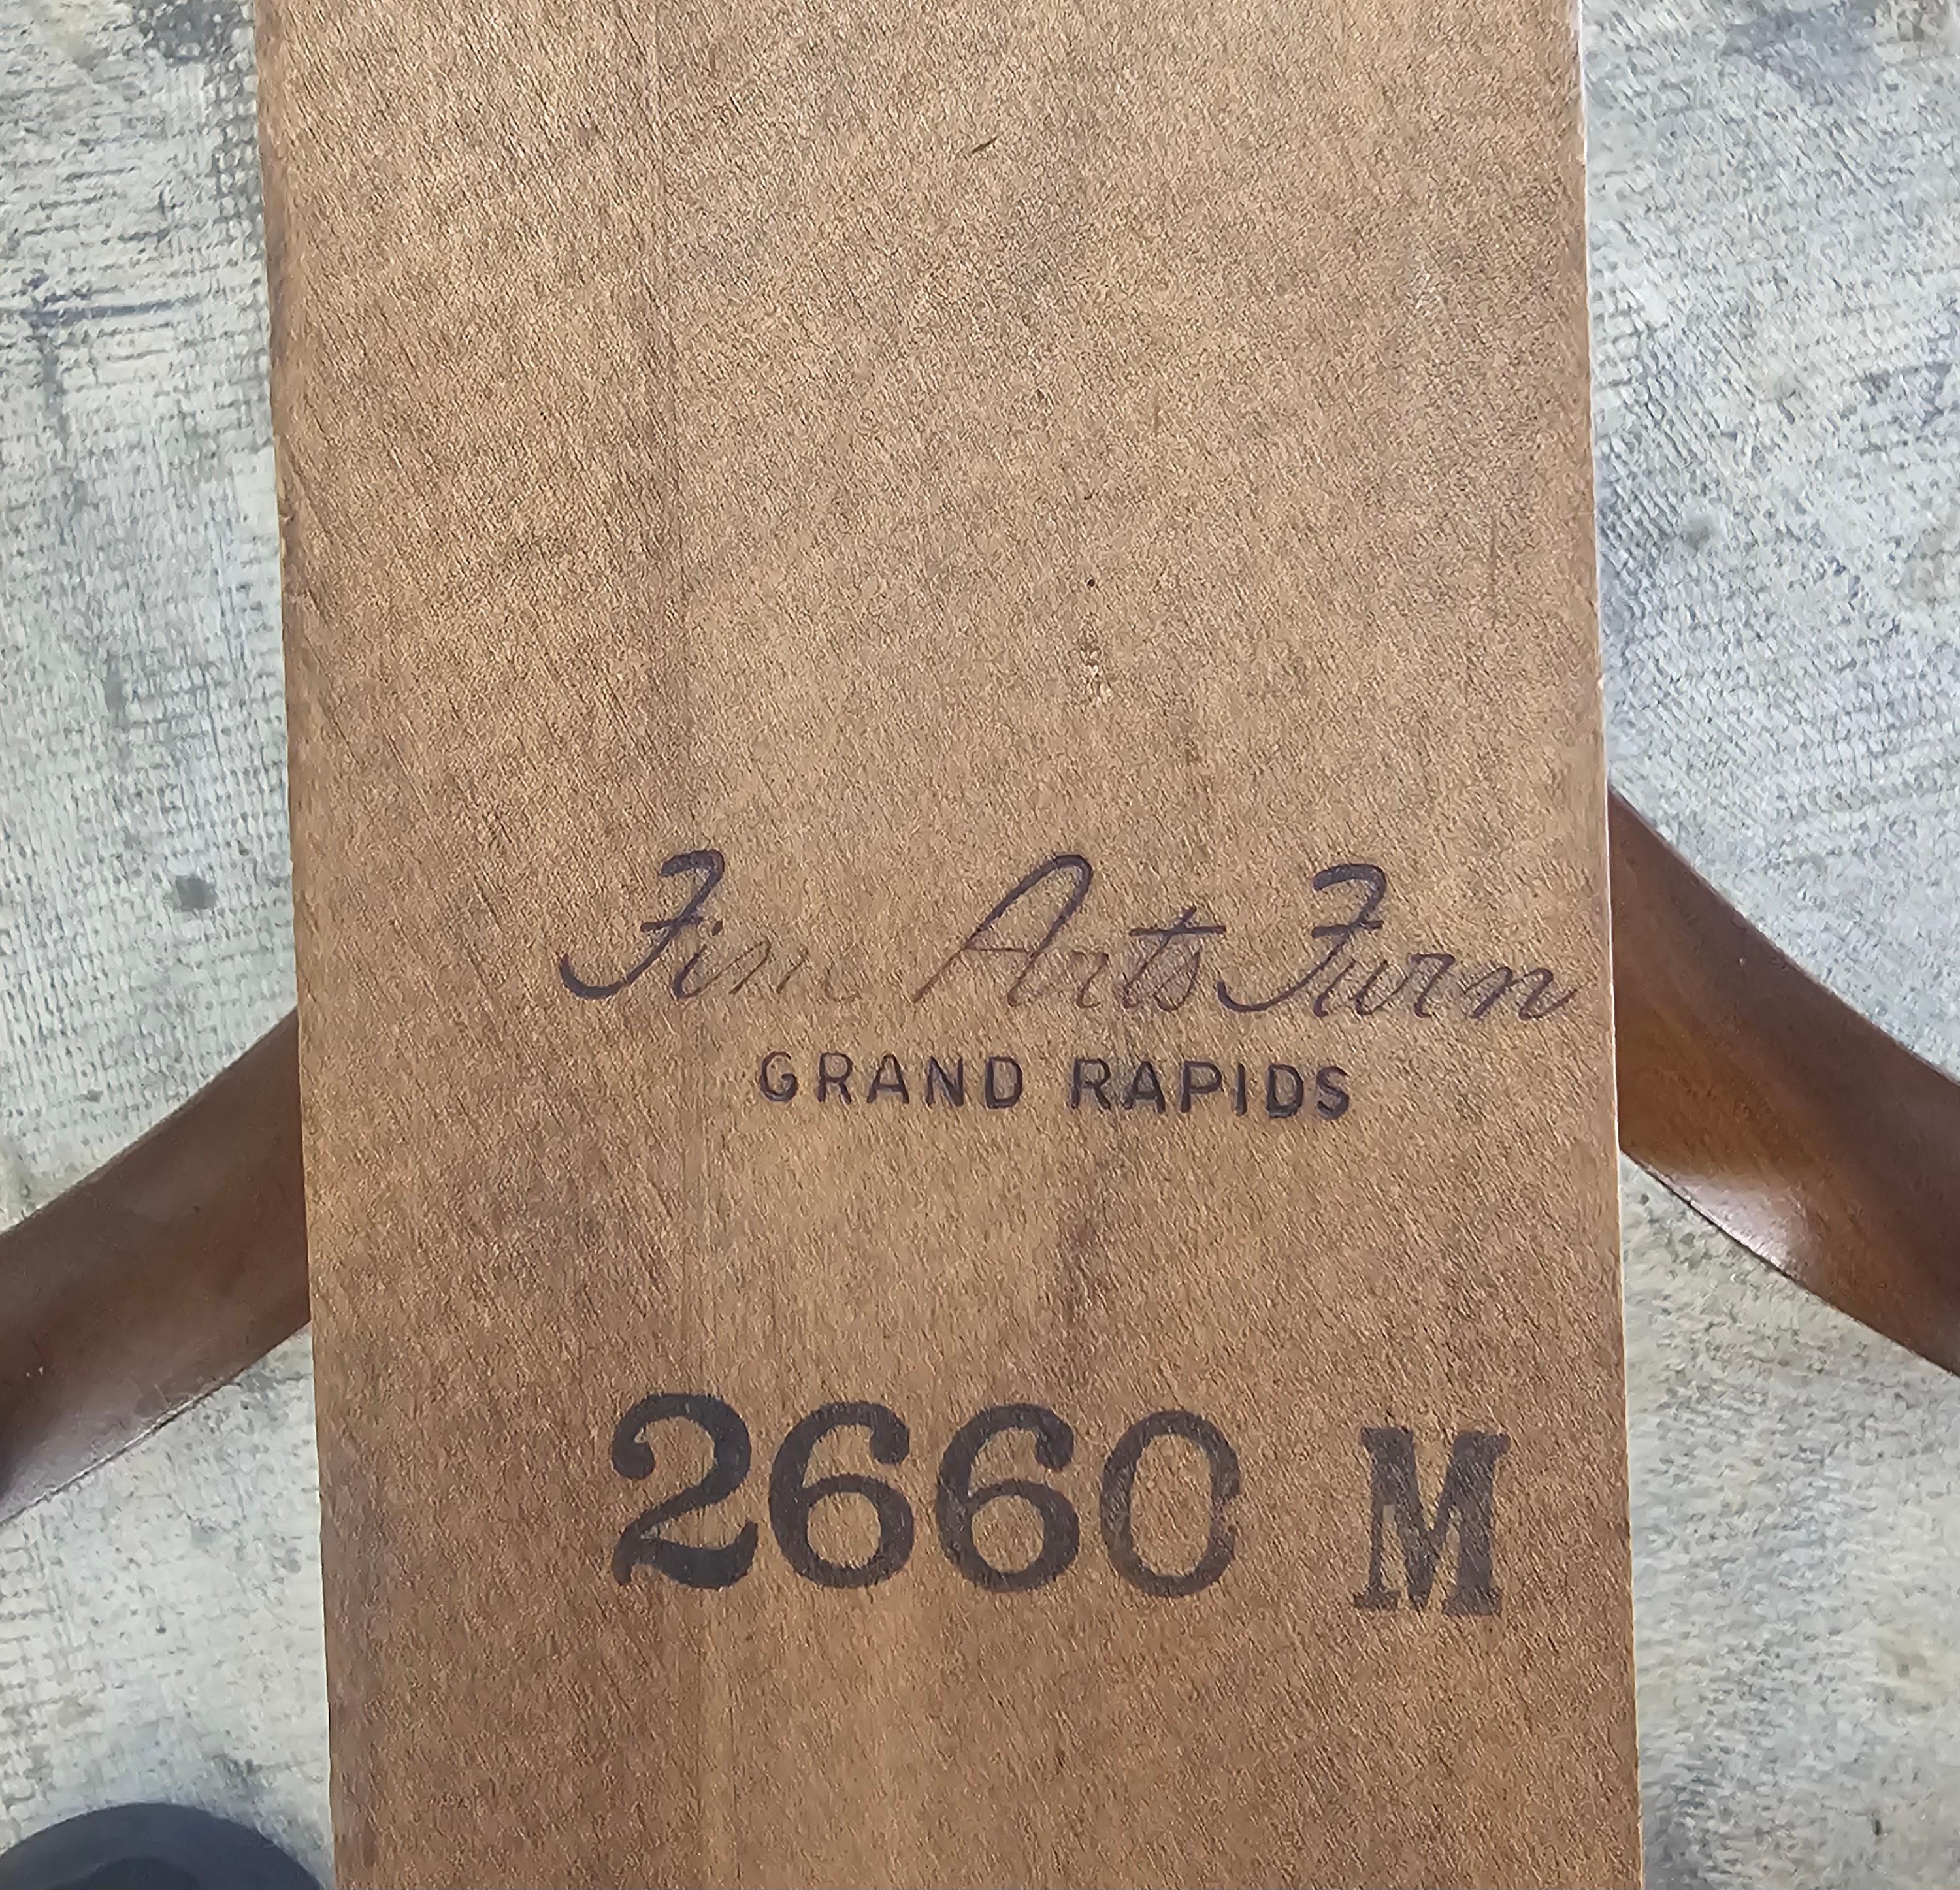 Fine Arts Furn
GRAND RAPIDS
2660 M